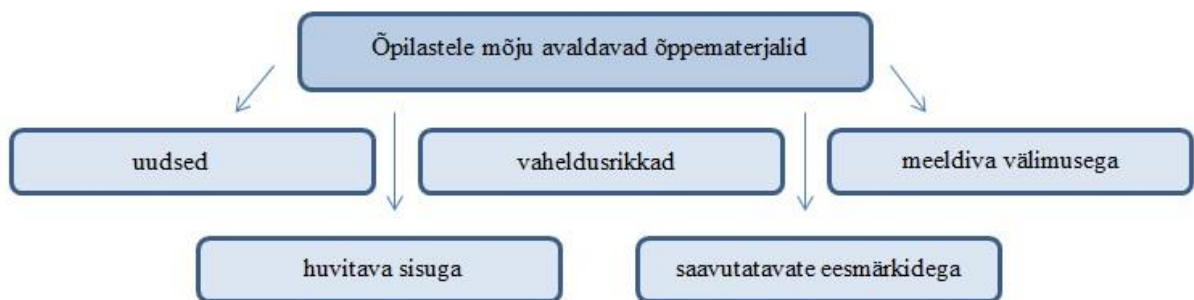 Õpilastele mõju avaldavad õppematerjalid
uudsed
vaheldusrikkad
meeldiva välimusega
huvitava sisuga
saavutatavate eesmärkidega